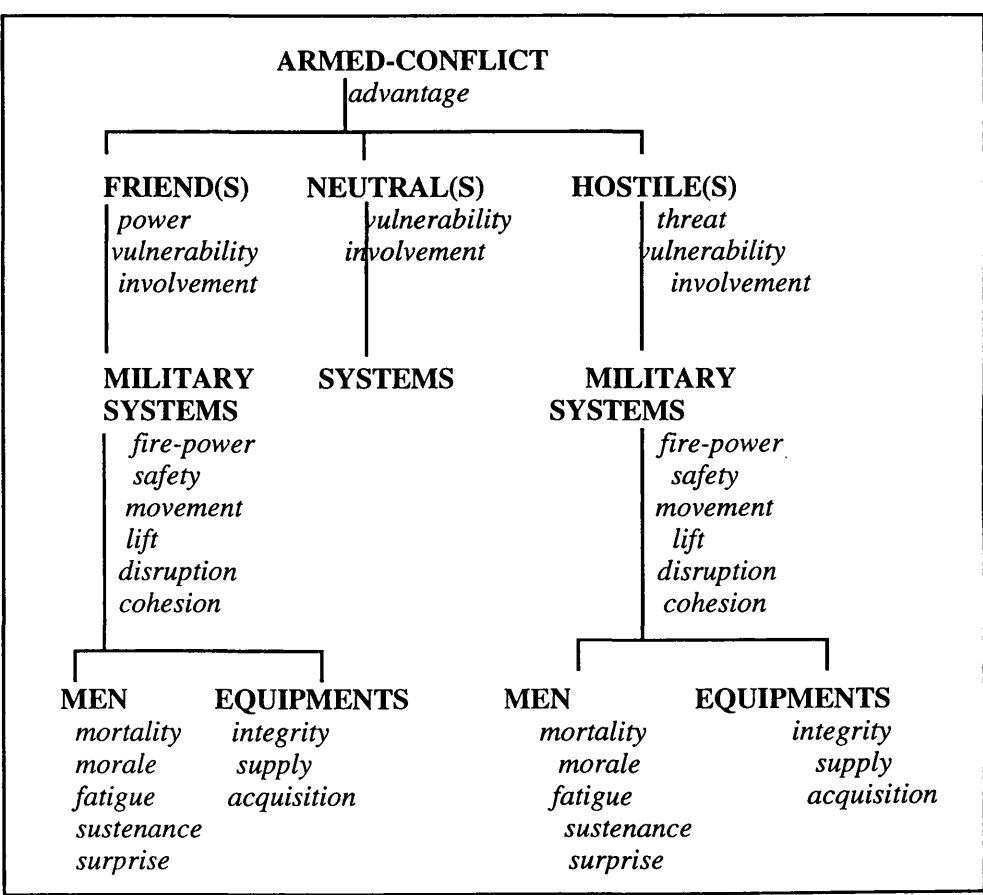 ARMED-CONFLICT
advantage
FRIEND(S) NEUTRAL(S) HOSTILE(S)
power vulnerability threat
vulnerability involvement vulnerability
involvement involvement
MILITARY SYSTEMS MILITARY
SYSTEMS SYSTEMS
fire-power fire-power
safety safety
movement movement
lift lift
disruption disruption
cohesion cohesion
MEN EQUIPMENTS MEN EQUIPMENTS
mortality integrity mortality integrity
morale supply morale supply
fatigue acquisition fatigue acquisition
sustenance sustenance
surprise surprise